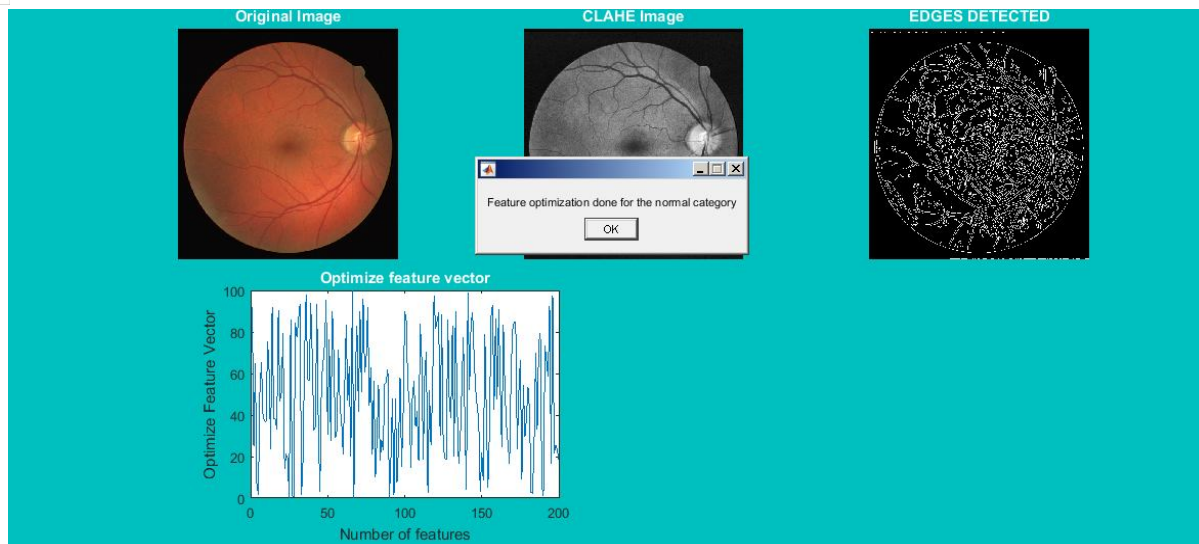 Original Image
CLAHE Image
EDGES DETECTED
Feature optimization done for the normal category
OK
Optimize feature vector
Optimize Feature Vector
100
80
60
40
20
0
0 50 100 150 200
Number of features